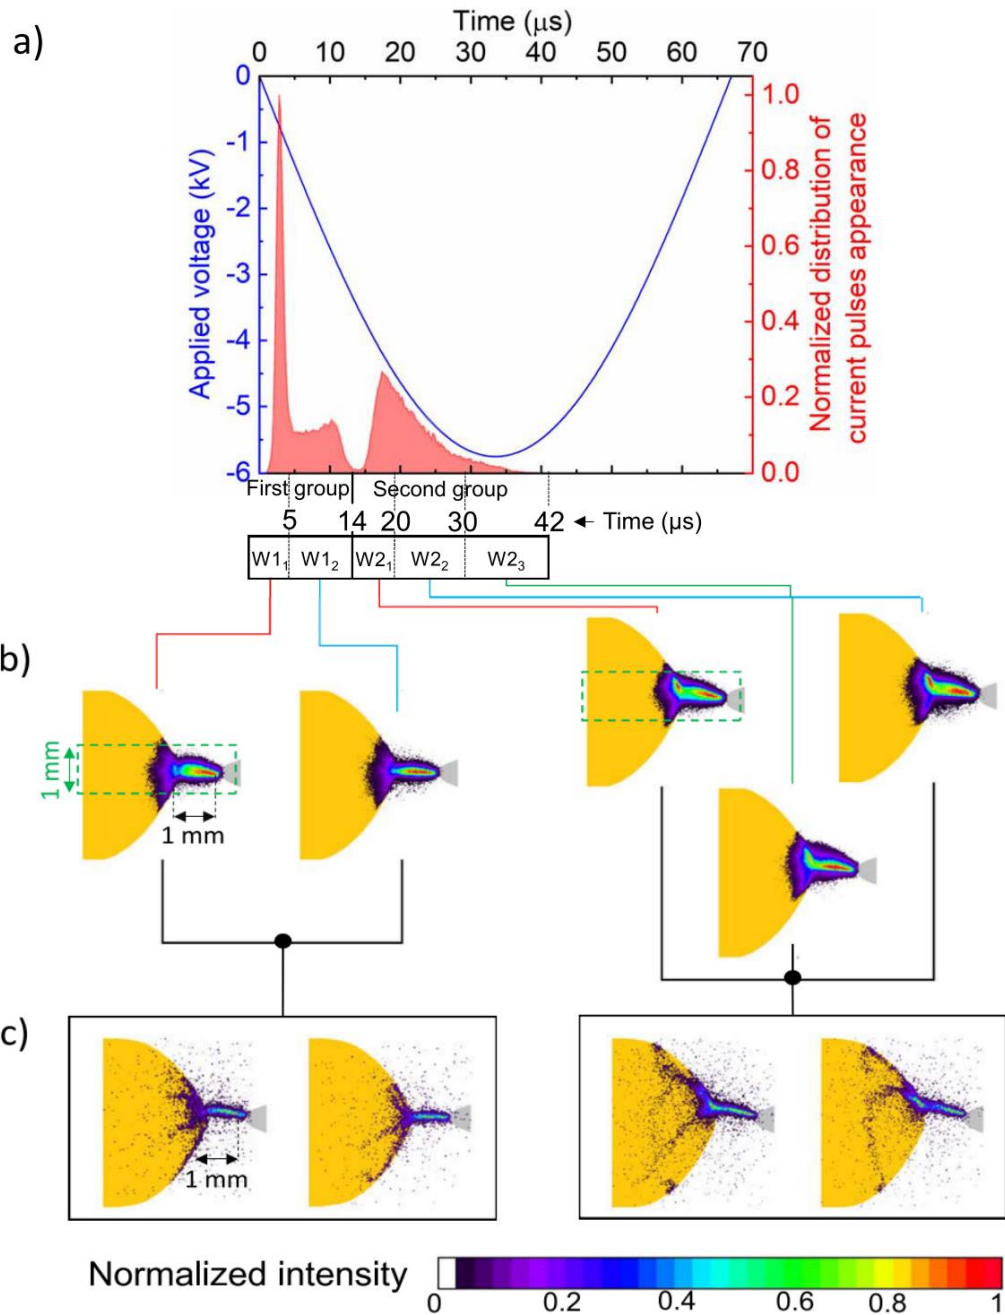 a)
Time (μs)
0 10 20 30 40 50 60 70
Applied voltage (kV)
0
-1
-2
-3
-4
-5
-6
1.0
0.8
0.6
0.4
0.2
0.0
Normalized distribution of
current pulses appearance
First group Second group
5 14 20 30 42 ← Time (μs)
W1₁ W1₂ W2₁ W2₂ W2₃
b)
1 mm
1 mm
c)
1 mm
Normalized intensity
0 0.2 0.4 0.6 0.8 1